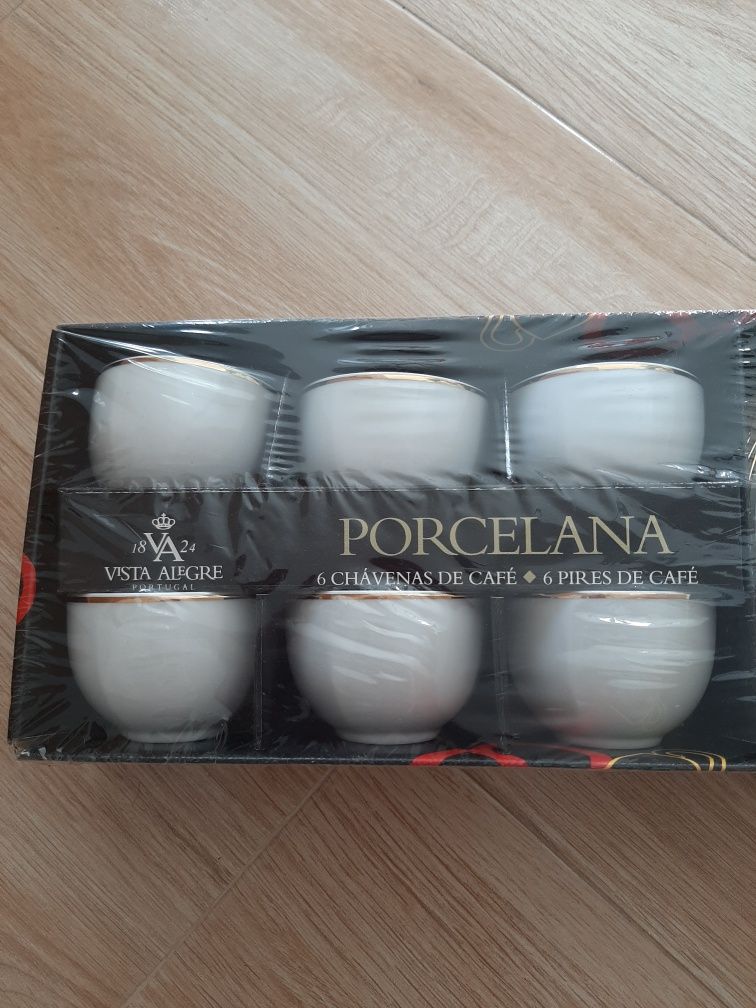 18 VA 24
VISTA ALEGRE
PORTUGAL
PORCELANA
6 CHÁVENAS DE CAFÉ ◆ 6 PIRES DE CAFÉ